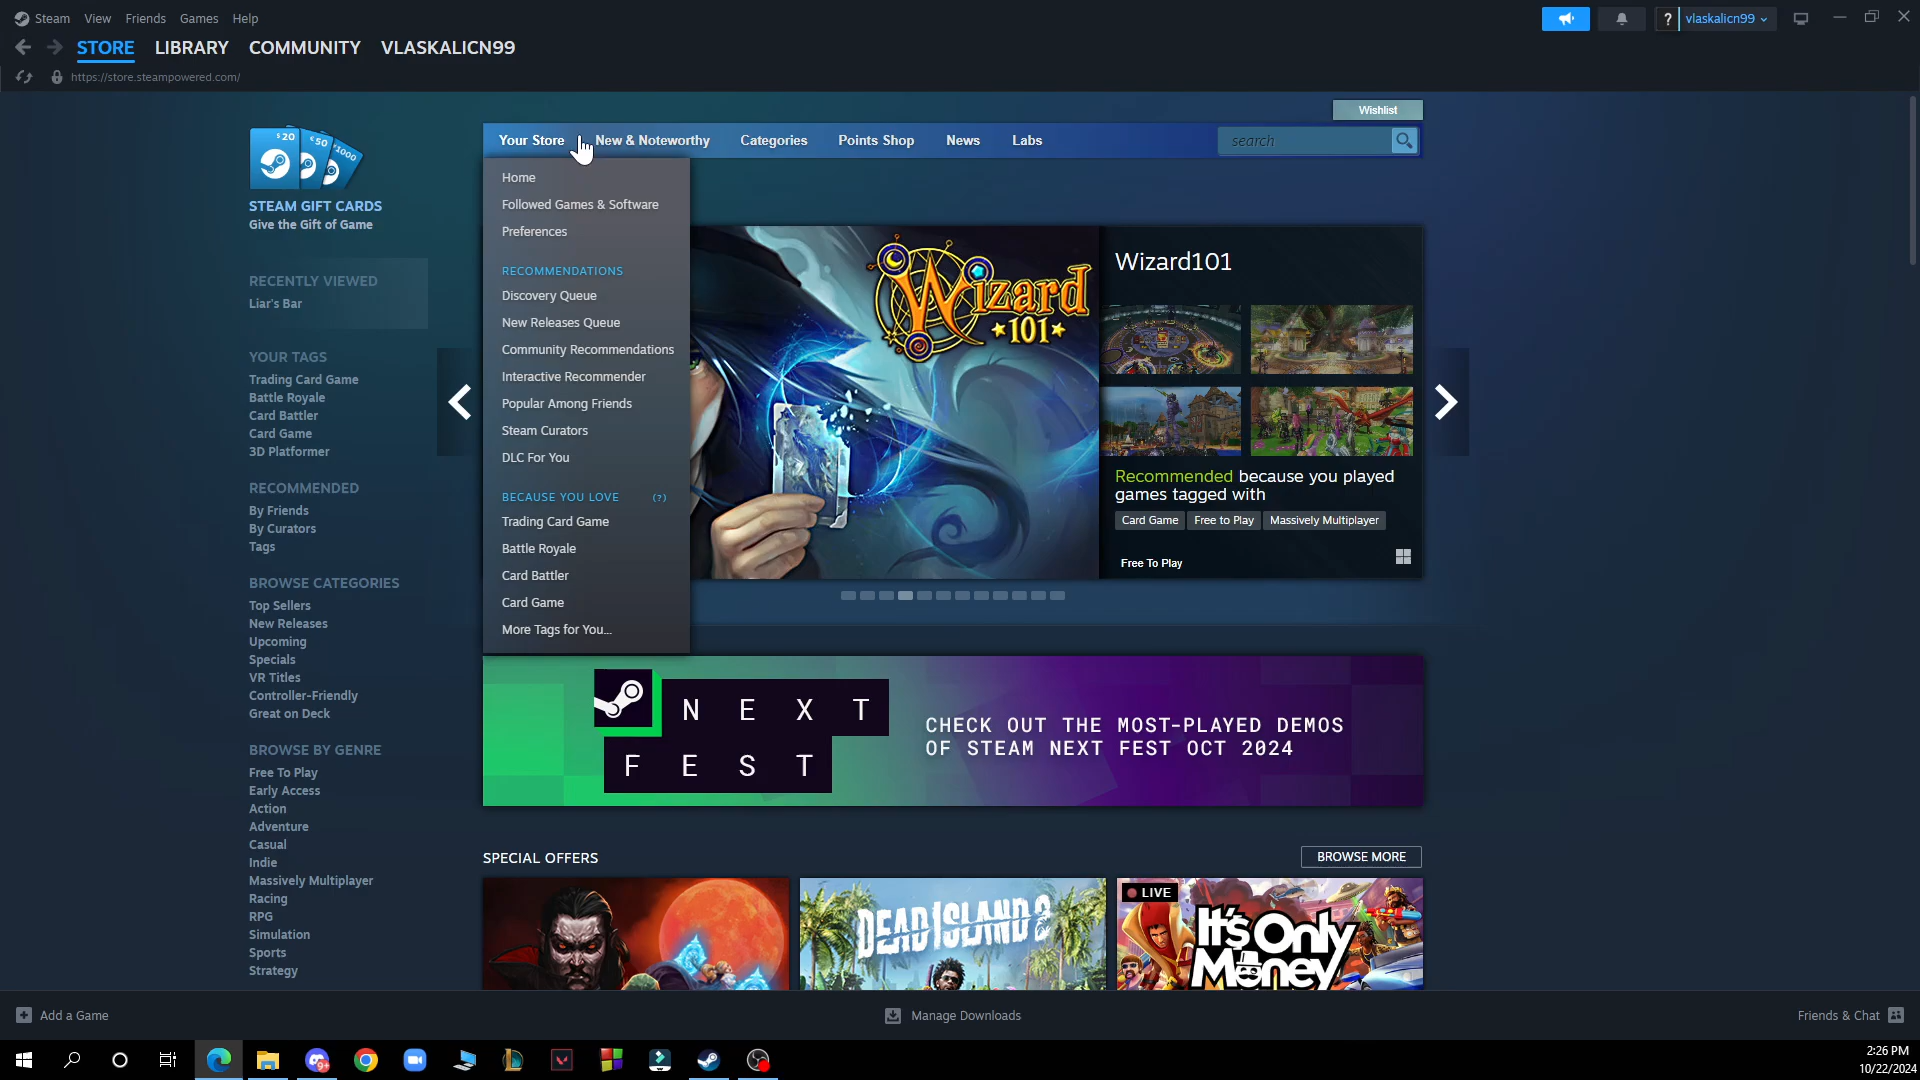 Steam View Friends Games Help
? vlaskalicn99
STORE LIBRARY COMMUNITY VLASKALICN99
https://store.steampowered.com/
Wishlist
Your Store New & Noteworthy Categories Points Shop News Labs
search
$20 €50 $1000
STEAM GIFT CARDS
Give the Gift of Game
RECENTLY VIEWED
Liar's Bar
YOUR TAGS
Trading Card Game
Battle Royale
Card Battler
Card Game
3D Platformer
RECOMMENDED
By Friends
By Curators
Tags
BROWSE CATEGORIES
Top Sellers
New Releases
Upcoming
Specials
VR Titles
Controller-Friendly
Great on Deck
BROWSE BY GENRE
Free To Play
Early Access
Action
Adventure
Casual
Indie
Massively Multiplayer
Racing
RPG
Simulation
Sports
Strategy
Home
Followed Games & Software
Preferences
RECOMMENDATIONS
Discovery Queue
New Releases Queue
Community Recommendations
Interactive Recommender
Popular Among Friends
Steam Curators
DLC For You
BECAUSE YOU LOVE (?)
Trading Card Game
Battle Royale
Card Battler
Card Game
More Tags for You...
Wizard
101
Wizard101
Recommended because you played
games tagged with
Card Game Free to Play Massively Multiplayer
Free To Play
NEXT
FEST
CHECK OUT THE MOST-PLAYED DEMOS
OF STEAM NEXT FEST OCT 2024
SPECIAL OFFERS
BROWSE MORE
DEAD ISLAND 2
LIVE
It's Only
Money
Add a Game
Manage Downloads
Friends & Chat
9+
2:26 PM
10/22/2024